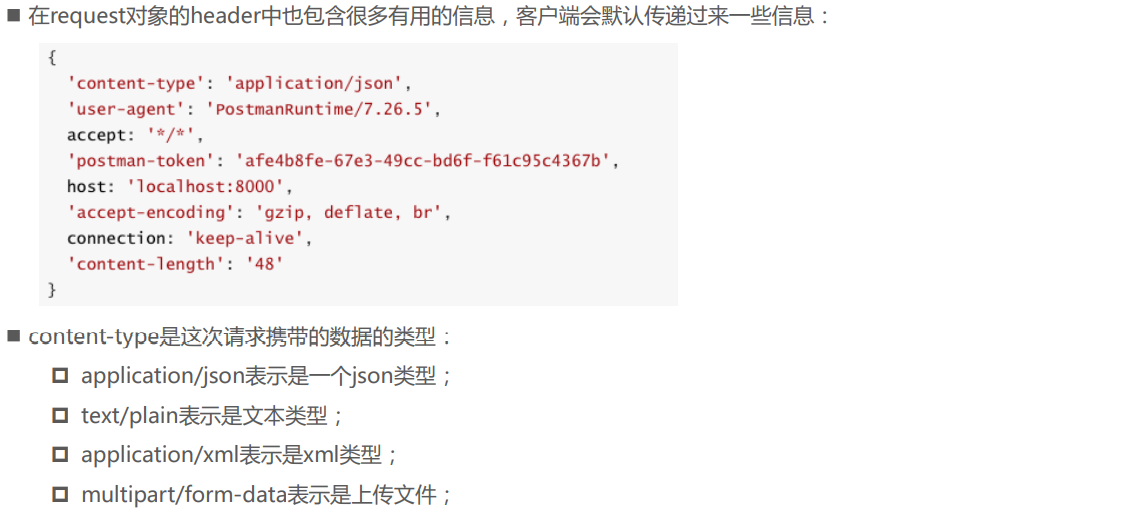 在request对象的header中也包含很多有用的信息，客户端会默认传递过来一些信息：
{
'content-type': 'application/json',
'user-agent': 'PostmanRuntime/7.26.5',
accept: '*/*',
'postman-token': 'afe4b8fe-67e3-49cc-bd6f-f61c95c4367b',
host: 'localhost:8000',
'accept-encoding': 'gzip, deflate, br',
connection: 'keep-alive',
'content-length': '48'
}
content-type是这次请求携带的数据的类型：
application/json表示是一个json类型；
text/plain表示是文本类型；
application/xml表示是xml类型；
multipart/form-data表示是上传文件；